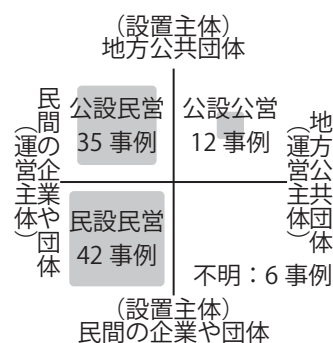 （設置主体）
地方公共団体
民間の企業や団体
（運営主体）
公設民営
35 事例
公設公営
12 事例
地方公共団体
（運営主体）
民設民営
42 事例
不明：6 事例
（設置主体）
民間の企業や団体